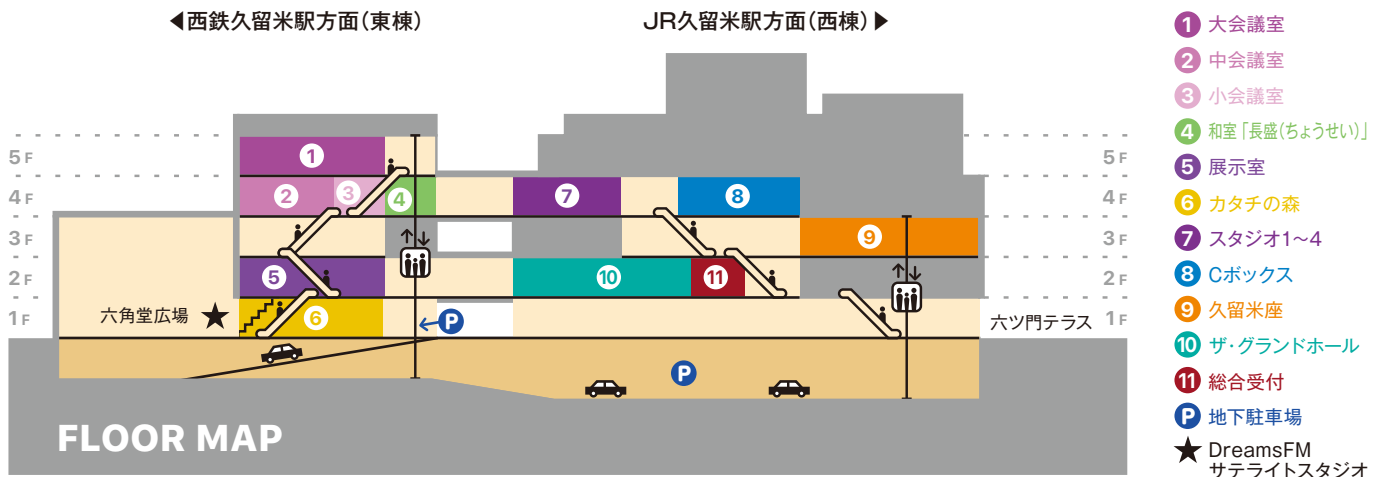 ◀西鉄久留米駅方面(東棟)
JR久留米駅方面(西棟)▶
5F
4F
3F
2F
1F
1
2
3
4
5
6
7
8
9
10
11
六角堂広場 ★
P
P
六ツ門テラス
5F
4F
3F
2F
1F
FLOOR MAP
1 大会議室
2 中会議室
3 小会議室
4 和室「長盛(ちょうせい)」
5 展示室
6 カタチの森
7 スタジオ1〜4
8 Cボックス
9 久留米座
10 ザ・グランドホール
11 総合受付
P 地下駐車場
★ DreamsFM
サテライトスタジオ